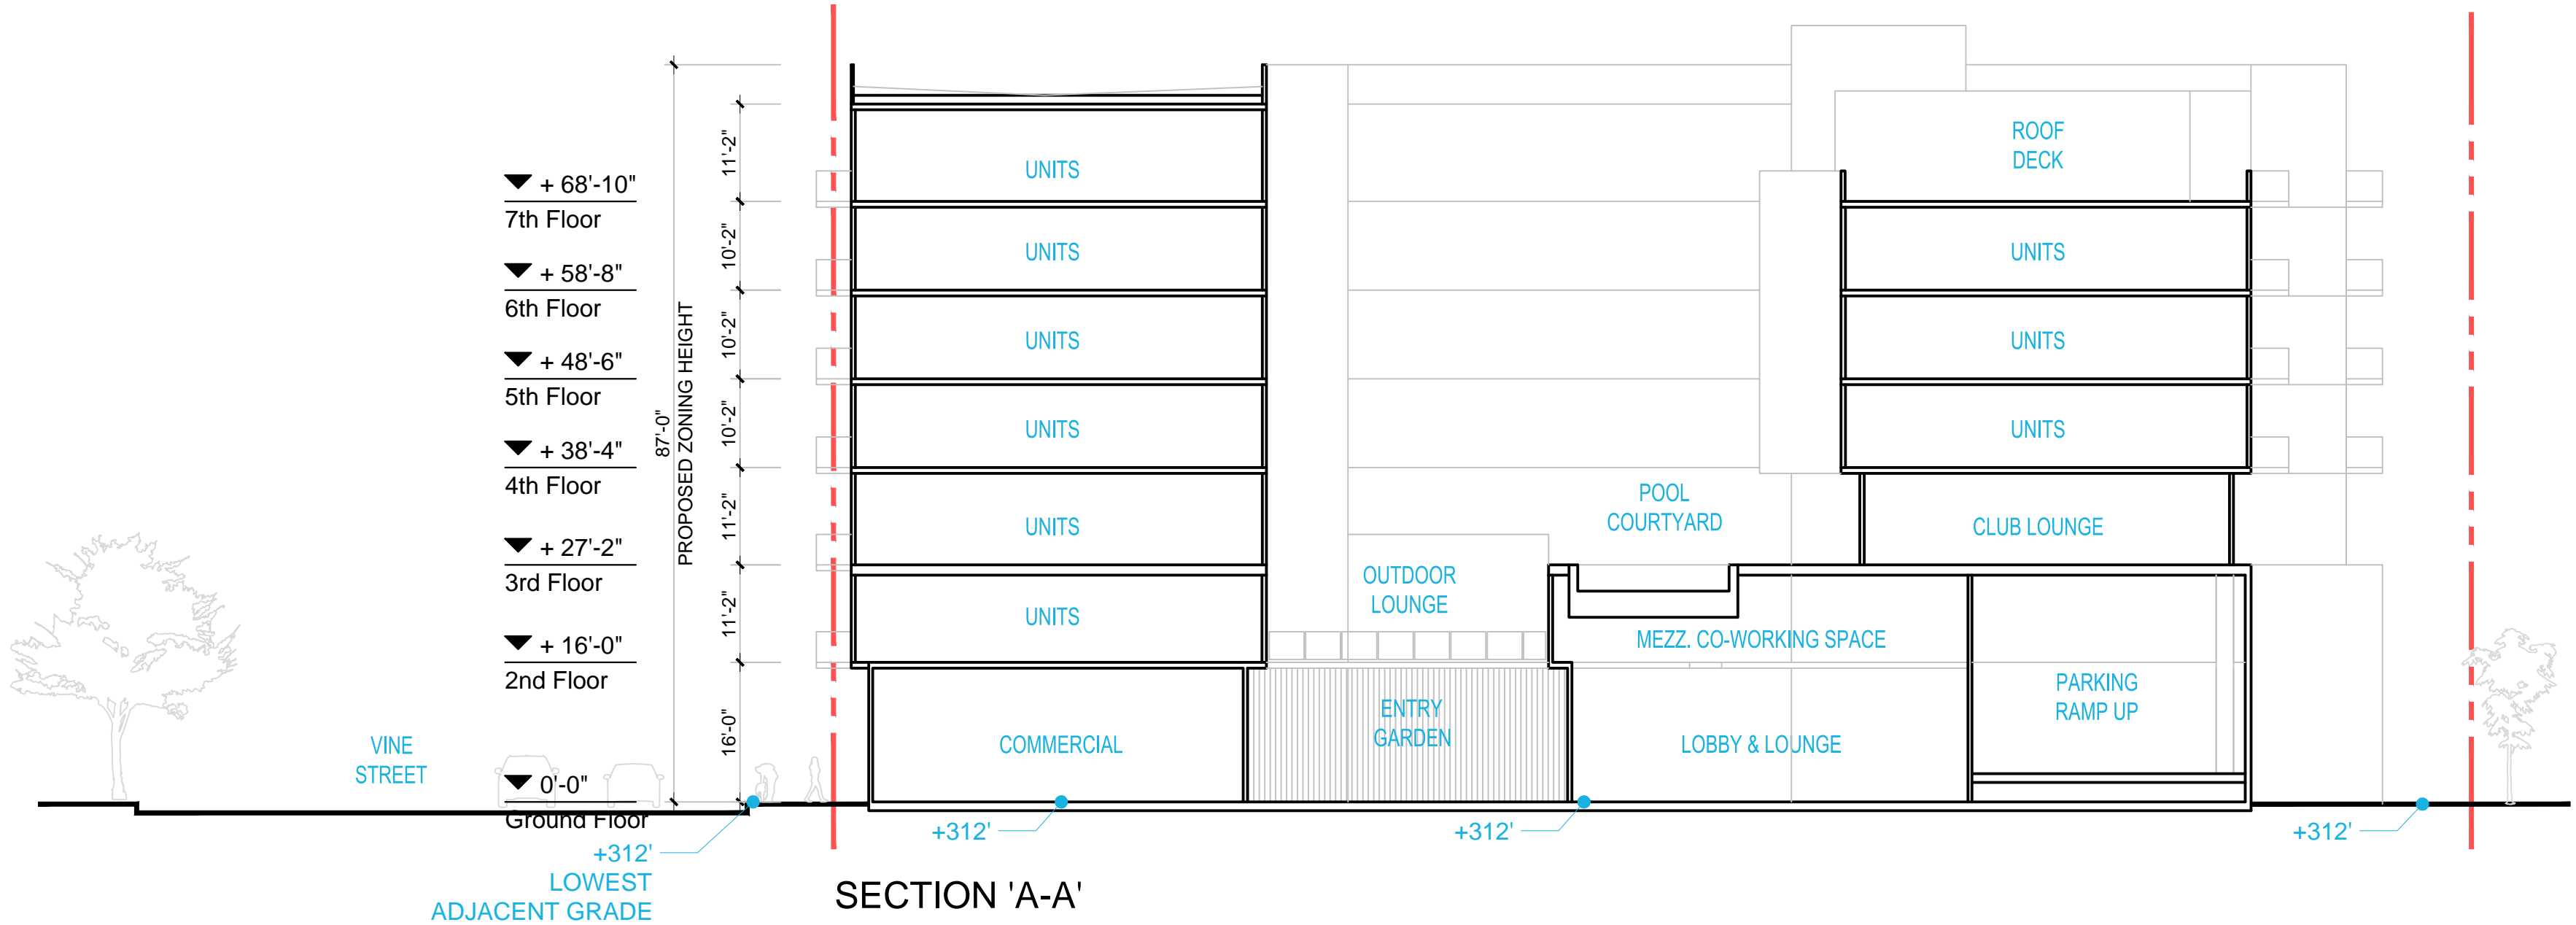 87'-0"
PROPOSED ZONING HEIGHT
11'-2"
10'-2"
10'-2"
10'-2"
11'-2"
11'-2"
16'-0"
+ 68'-10"
7th Floor
+ 58'-8"
6th Floor
+ 48'-6"
5th Floor
+ 38'-4"
4th Floor
+ 27'-2"
3rd Floor
+ 16'-0"
2nd Floor
0'-0"
Ground Floor
VINE
STREET
UNITS
UNITS
UNITS
UNITS
UNITS
UNITS
COMMERCIAL
OUTDOOR
LOUNGE
ENTRY
GARDEN
POOL
COURTYARD
MEZZ. CO-WORKING SPACE
LOBBY & LOUNGE
ROOF
DECK
UNITS
UNITS
UNITS
CLUB LOUNGE
PARKING
RAMP UP
+312'
LOWEST
ADJACENT GRADE
+312'
+312'
+312'
SECTION 'A-A'